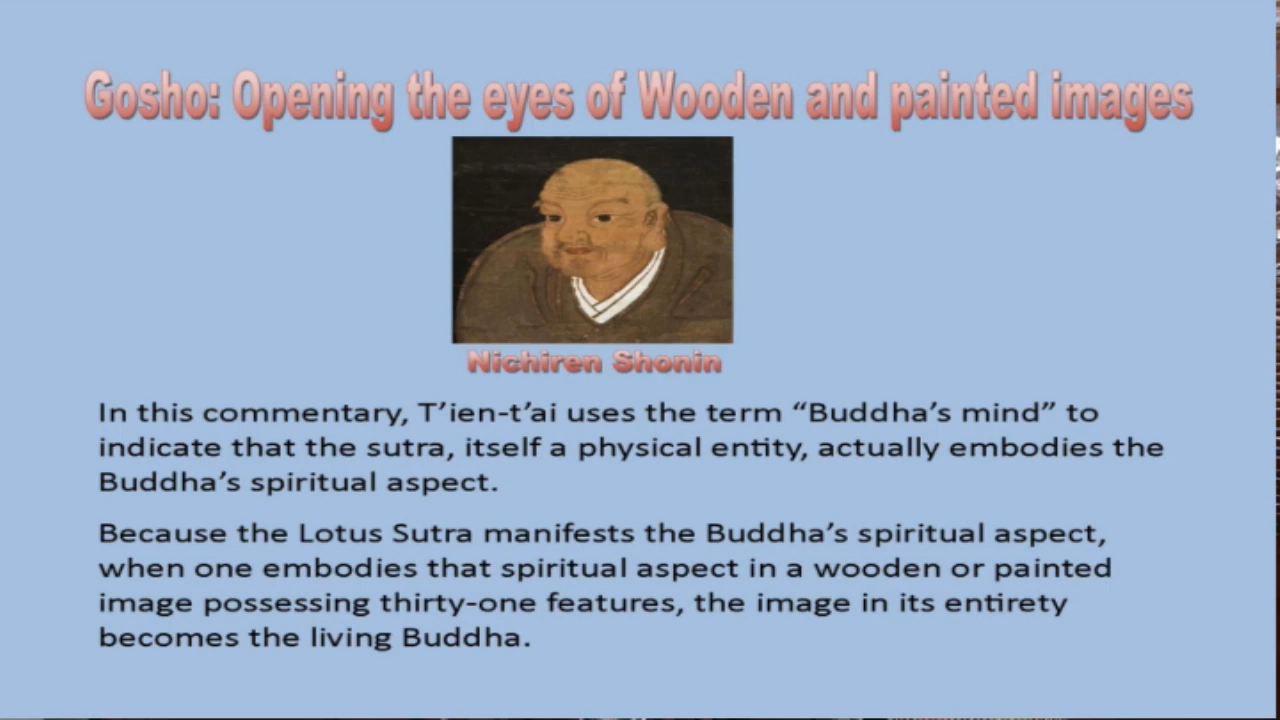 Gosho: Opening the eyes of Wooden and painted images
Nichiren Shonin
In this commentary, T’ien-t’ai uses the term “Buddha’s mind” to
indicate that the sutra, itself a physical entity, actually embodies the
Buddha’s spiritual aspect.
Because the Lotus Sutra manifests the Buddha’s spiritual aspect,
when one embodies that spiritual aspect in a wooden or painted
image possessing thirty-one features, the image in its entirety
becomes the living Buddha.